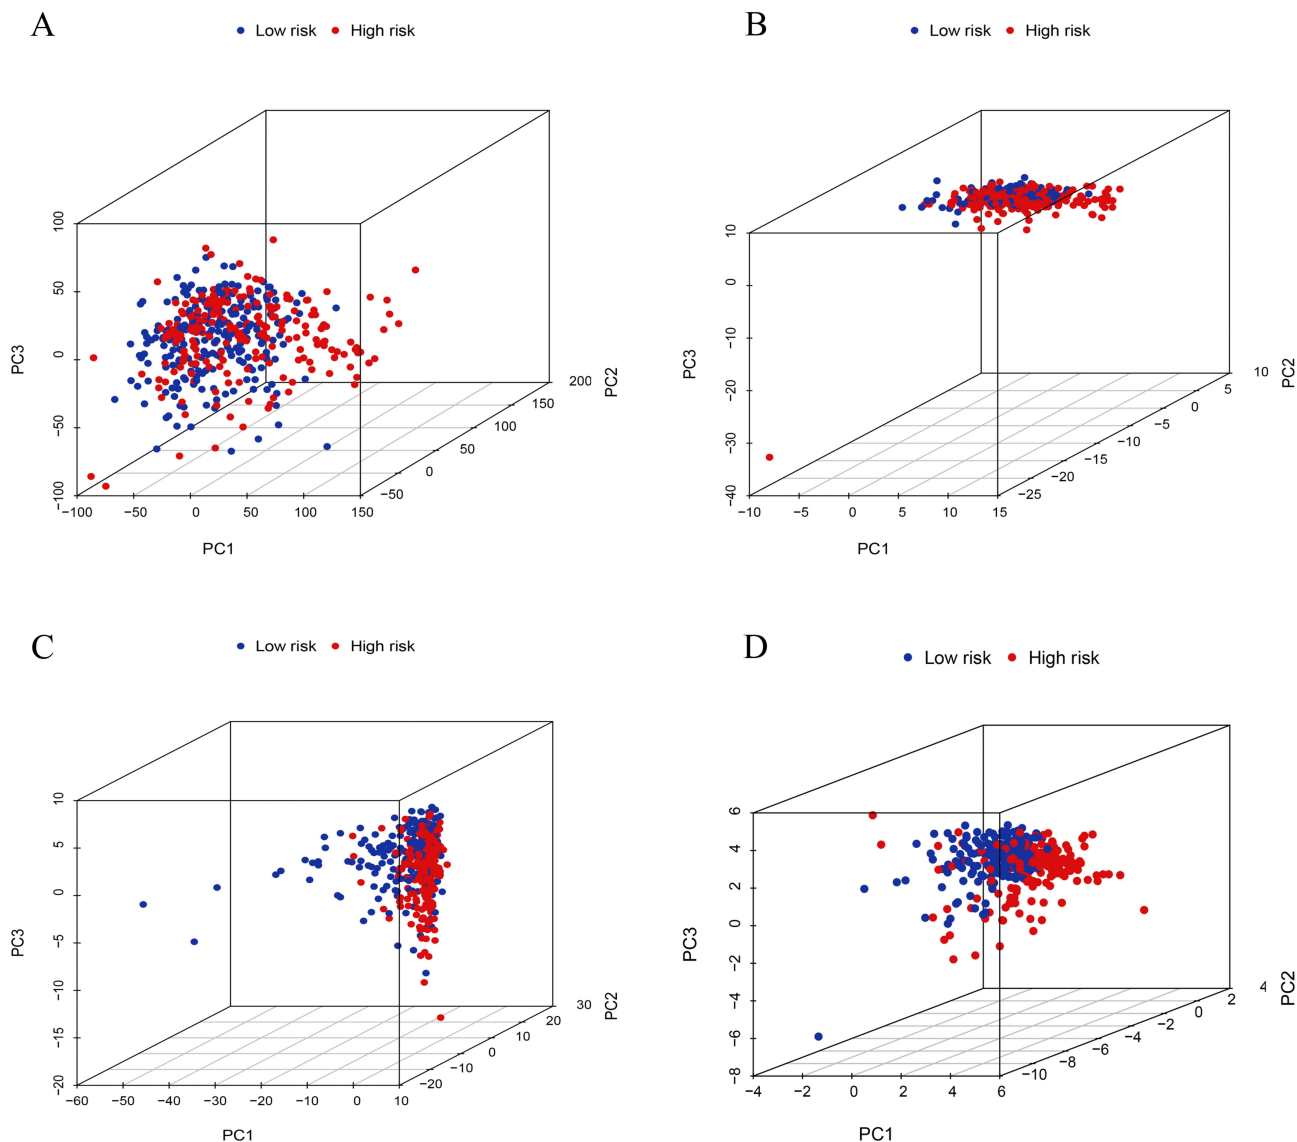 A
Low risk High risk
100
50
0
−50
−100
PC3
−100 −50 0 50 100 150
PC1
−50
0
50
100
150
200
PC2
B
Low risk High risk
10
0
−10
−20
−30
−40
PC3
−10 −5 0 5 10 15
PC1
−25
−20
−15
−10
−5
0
5
10
PC2
C
Low risk High risk
10
5
0
−5
−10
−15
−20
PC3
−60 −50 −40 −30 −20 −10 0 10
PC1
−20
−10
0
10
20
30
PC2
D
Low risk High risk
6
4
2
0
−2
−4
−6
−8
PC3
−4 −2 0 2 4 6
PC1
−10
−8
−6
−4
−2
0
2
4
PC2